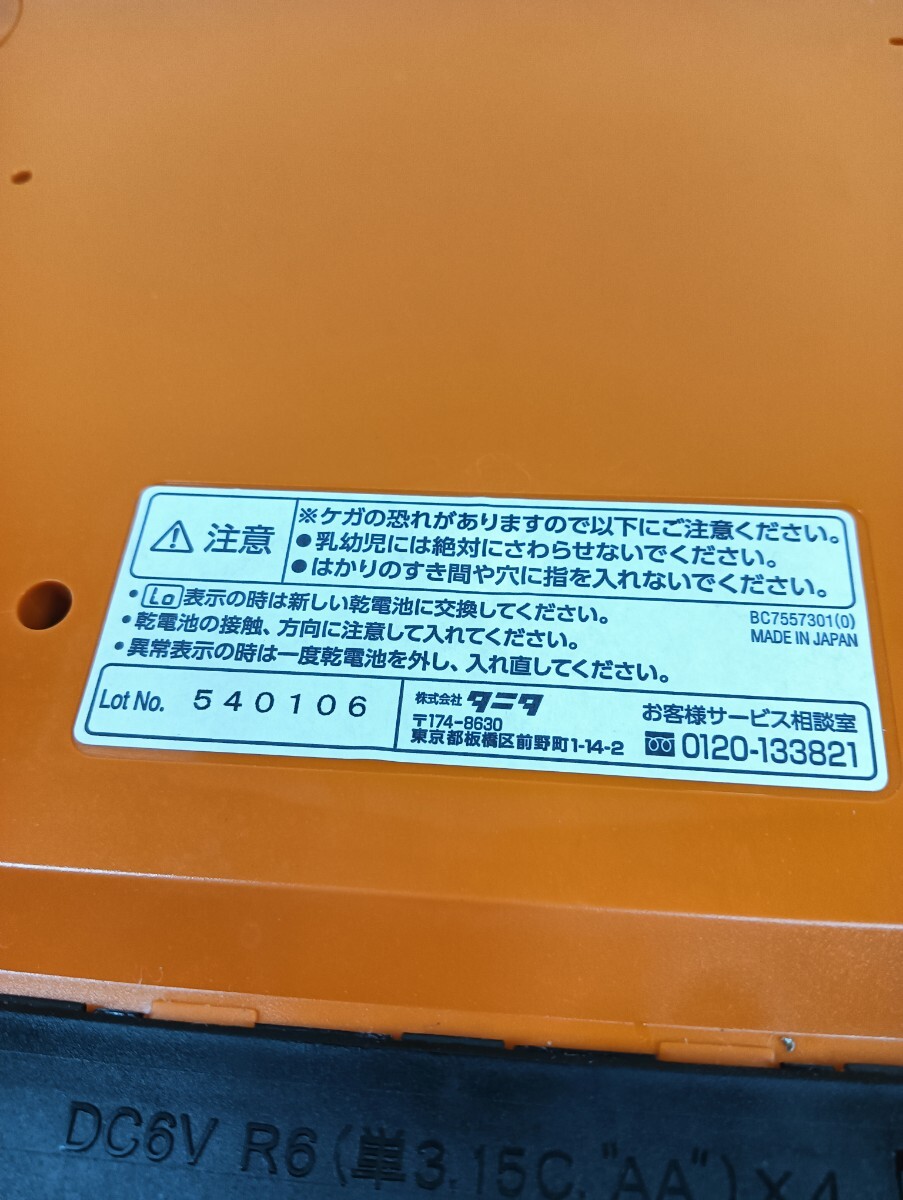 注意
※ケガの恐れがありますので以下にご注意ください。
●乳幼児には絶対にさわらせないでください。
●はかりのすき間や穴に指を入れないでください。
・Lo表示の時は新しい乾電池に交換してください。
・乾電池の接触、方向に注意して入れてください。
・異常表示の時は一度乾電池を外し、入れ直してください。
BC7557301(0)
MADE IN JAPAN
Lot No. 540106
株式会社 タニタ
〒174-8630
東京都板橋区前野町1-14-2
お客様サービス相談室
0120-133821
DC6V R6(単3.15C."AA")×4